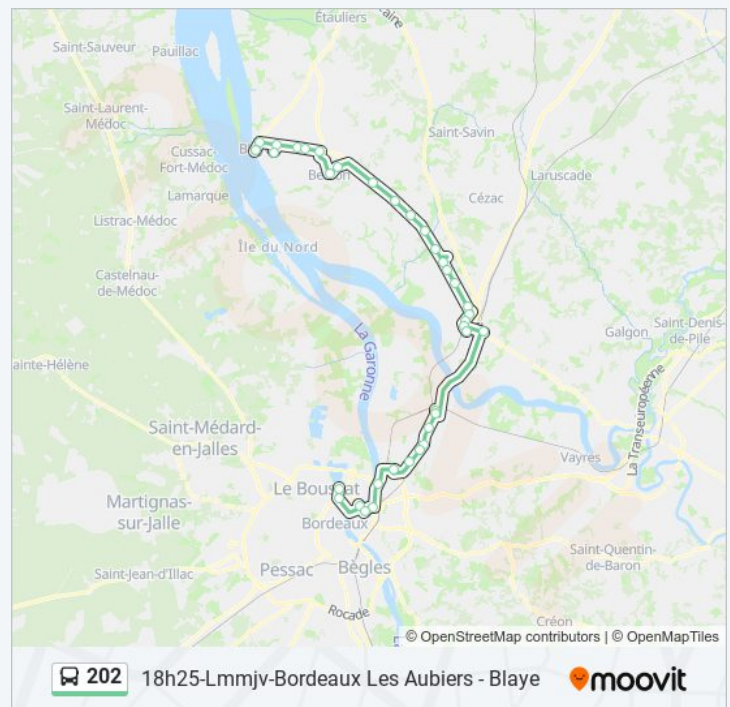 Étauliers
Saint-Sauveur
Pauillac
Saint-Laurent-
Médoc
Saint-Savin
Cussac-
Fort-Médoc
Laruscade
Lamarque
Cézac
Listrac-Médoc
Île du Nord
Castelnau-
de-Médoc
La Garonne
Galgon
Saint-Denis-
de-Pile
ainte-Hélène
La Transeuropéenne
Saint-Médard-
en-Jalles
Vayres
Le Bouscat
Martignas-
sur-Jalle
Bordeaux
Saint-Quentin-
de-Baron
Saint-Jean-d'Illac
Pessac
Bègles
Rocade
Créon
© OpenStreetMap contributors | © OpenMapTiles
202 18h25-Lmmjv-Bordeaux Les Aubiers - Blaye moovit